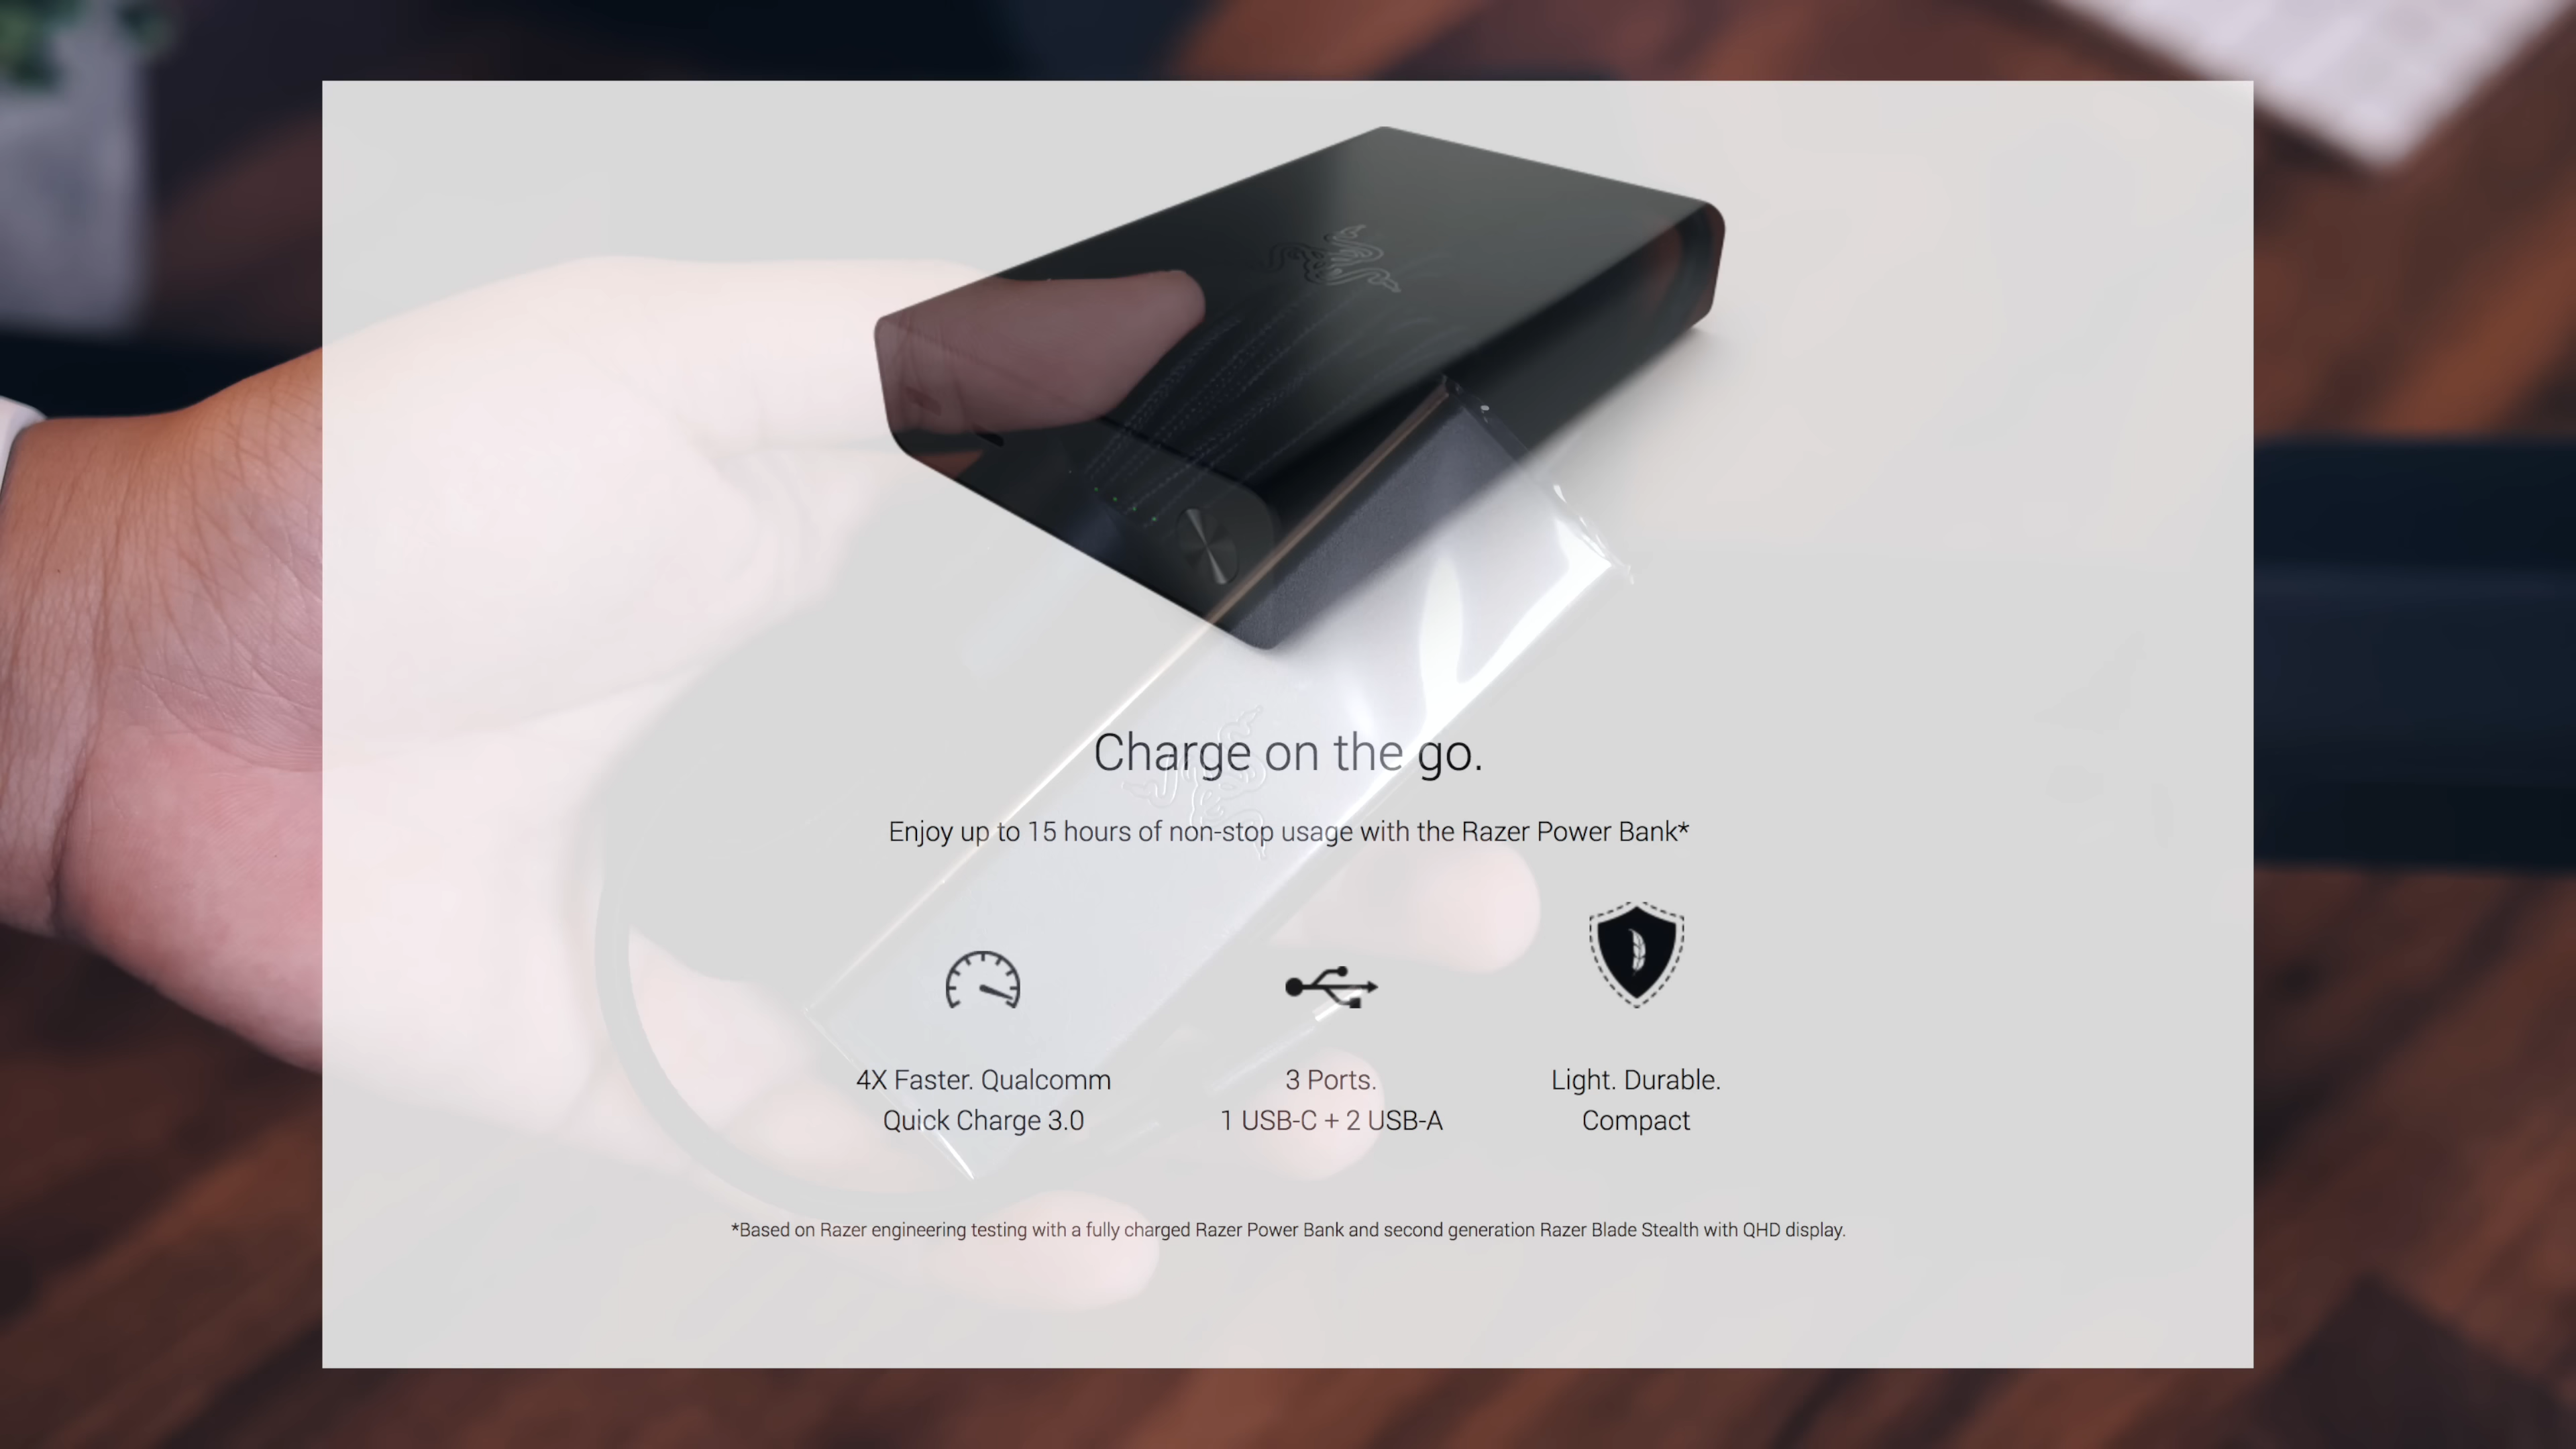 Charge on the go.
Enjoy up to 15 hours of non-stop usage with the Razer Power Bank*
4X Faster. Qualcomm
Quick Charge 3.0
3 Ports.
1 USB-C + 2 USB-A
Light. Durable.
Compact
*Based on Razer engineering testing with a fully charged Razer Power Bank and second generation Razer Blade Stealth with QHD display.